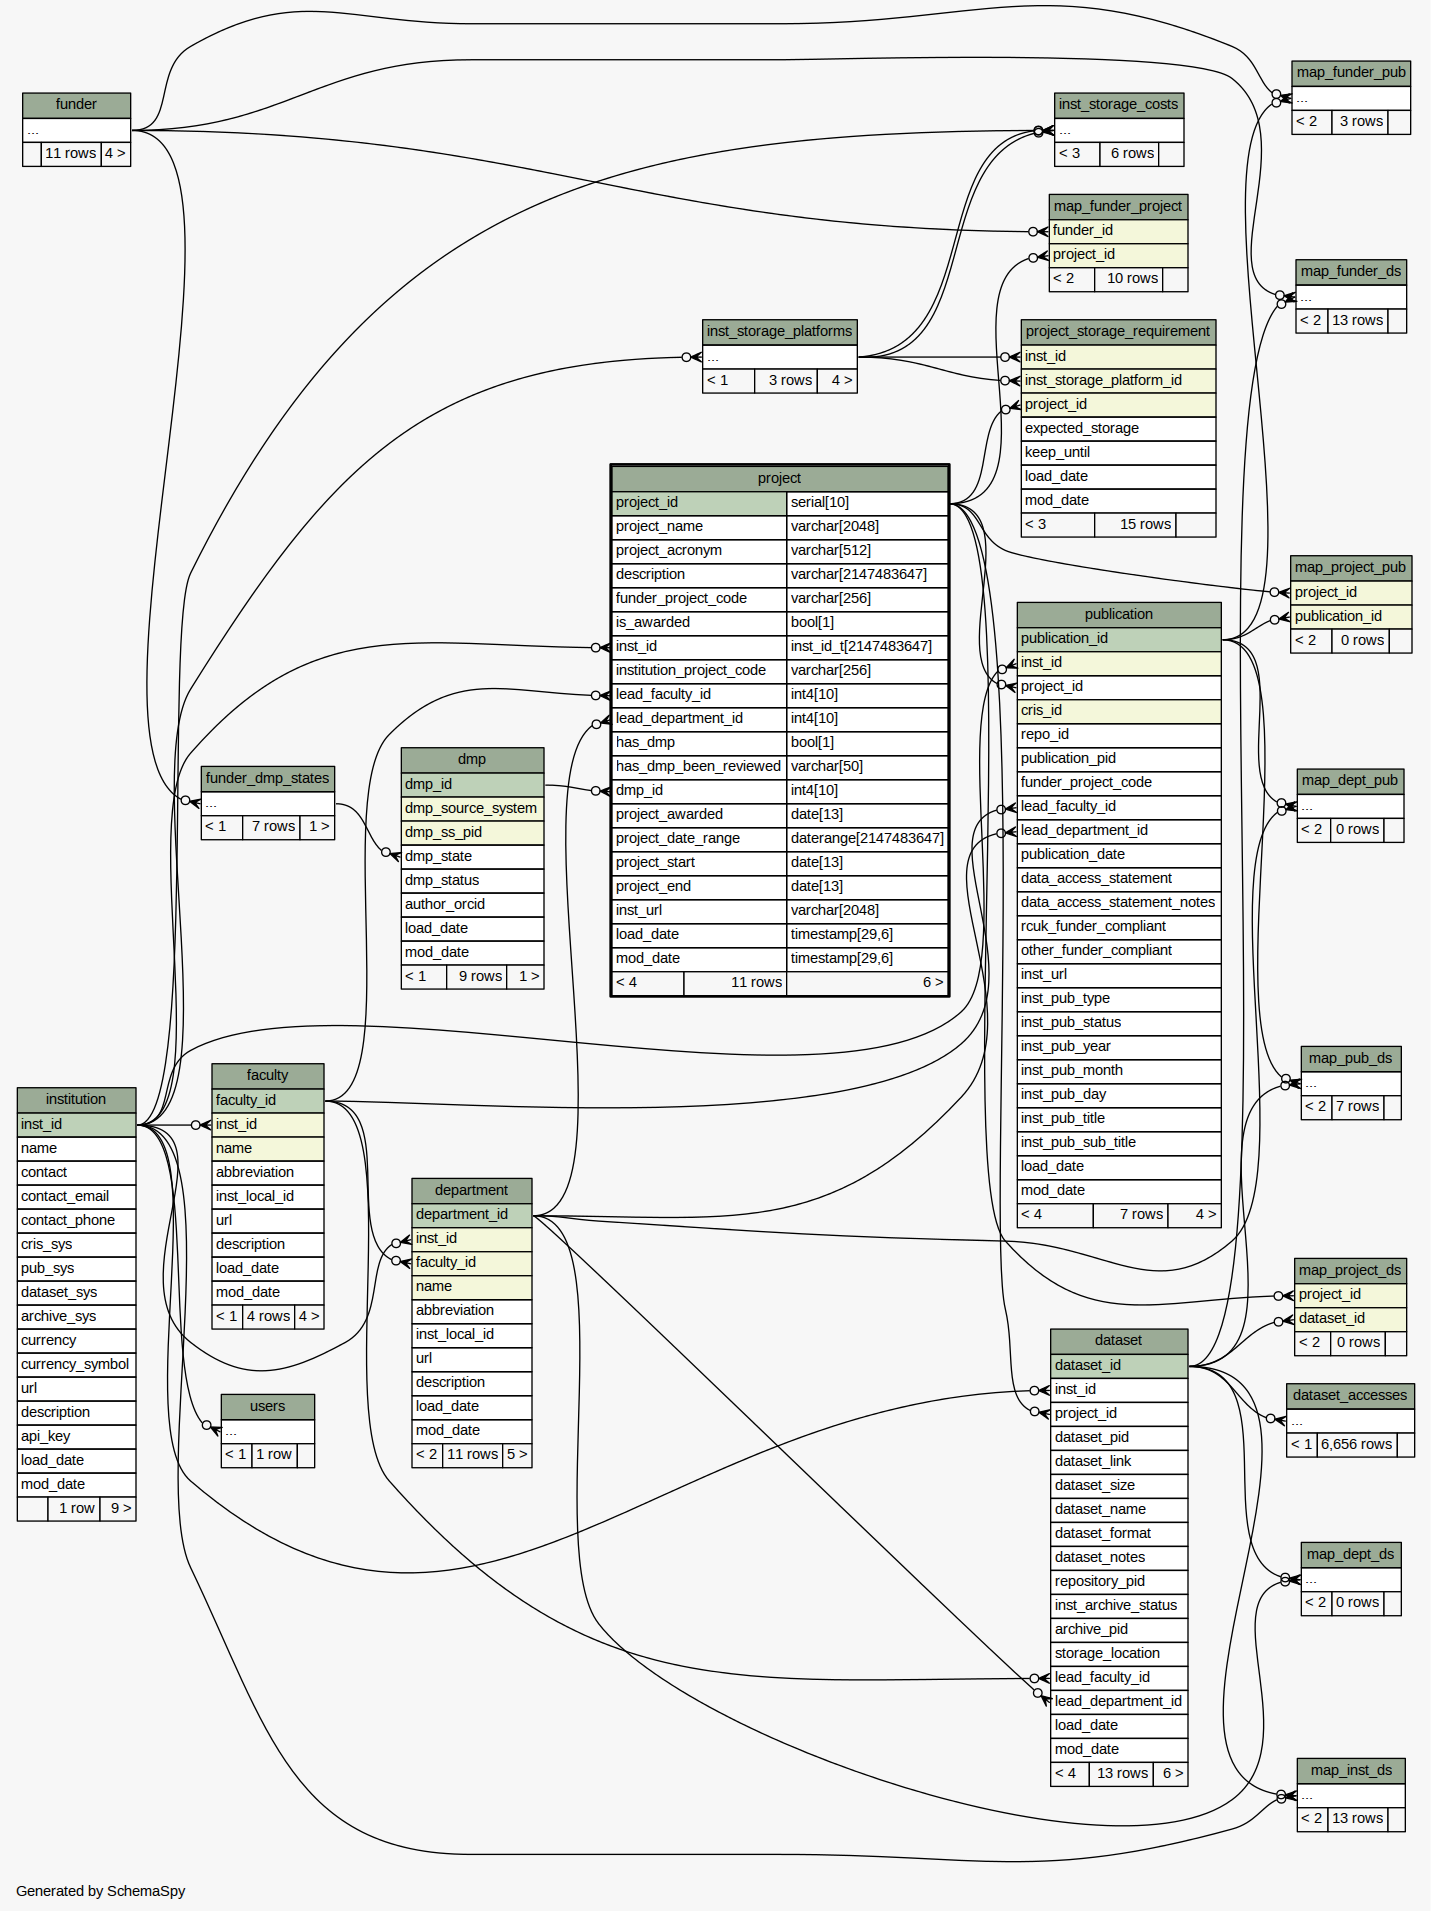 funder
...
11 rows 4 >
map_funder_pub
...
< 2 3 rows
inst_storage_costs
...
< 3 6 rows
map_funder_project
funder_id
project_id
< 2 10 rows
map_funder_ds
...
< 2 13 rows
inst_storage_platforms
...
< 1 3 rows 4 >
project_storage_requirement
inst_id
inst_storage_platform_id
project_id
expected_storage
keep_until
load_date
mod_date
< 3 15 rows
project
project_id serial[10]
project_name varchar[2048]
project_acronym varchar[512]
description varchar[2147483647]
funder_project_code varchar[256]
is_awarded bool[1]
inst_id inst_id_t[2147483647]
institution_project_code varchar[256]
lead_faculty_id int4[10]
lead_department_id int4[10]
has_dmp bool[1]
has_dmp_been_reviewed varchar[50]
dmp_id int4[10]
project_awarded date[13]
project_date_range daterange[2147483647]
project_start date[13]
project_end date[13]
inst_url varchar[2048]
load_date timestamp[29,6]
mod_date timestamp[29,6]
< 4 11 rows 6 >
map_project_pub
project_id
publication_id
< 2 0 rows
publication
publication_id
inst_id
project_id
cris_id
repo_id
publication_pid
funder_project_code
lead_faculty_id
lead_department_id
publication_date
data_access_statement
data_access_statement_notes
rcuk_funder_compliant
other_funder_compliant
inst_url
inst_pub_type
inst_pub_status
inst_pub_year
inst_pub_month
inst_pub_day
inst_pub_title
inst_pub_sub_title
load_date
mod_date
< 4 7 rows 4 >
funder_dmp_states
...
< 1 7 rows 1 >
dmp
dmp_id
dmp_source_system
dmp_ss_pid
dmp_state
dmp_status
author_orcid
load_date
mod_date
< 1 9 rows 1 >
map_dept_pub
...
< 2 0 rows
map_pub_ds
...
< 2 7 rows
institution
inst_id
name
contact
contact_email
contact_phone
cris_sys
pub_sys
dataset_sys
archive_sys
currency
currency_symbol
url
description
api_key
load_date
mod_date
1 row 9 >
faculty
faculty_id
inst_id
name
abbreviation
inst_local_id
url
description
load_date
mod_date
< 1 4 rows 4 >
department
department_id
inst_id
faculty_id
name
abbreviation
inst_local_id
url
description
load_date
mod_date
< 2 11 rows 5 >
users
...
< 1 1 row
map_project_ds
project_id
dataset_id
< 2 0 rows
dataset
dataset_id
inst_id
project_id
dataset_pid
dataset_link
dataset_size
dataset_name
dataset_format
dataset_notes
repository_pid
inst_archive_status
archive_pid
storage_location
lead_faculty_id
lead_department_id
load_date
mod_date
< 4 13 rows 6 >
dataset_accesses
...
< 1 6,656 rows
map_dept_ds
...
< 2 0 rows
map_inst_ds
...
< 2 13 rows
Generated by SchemaSpy